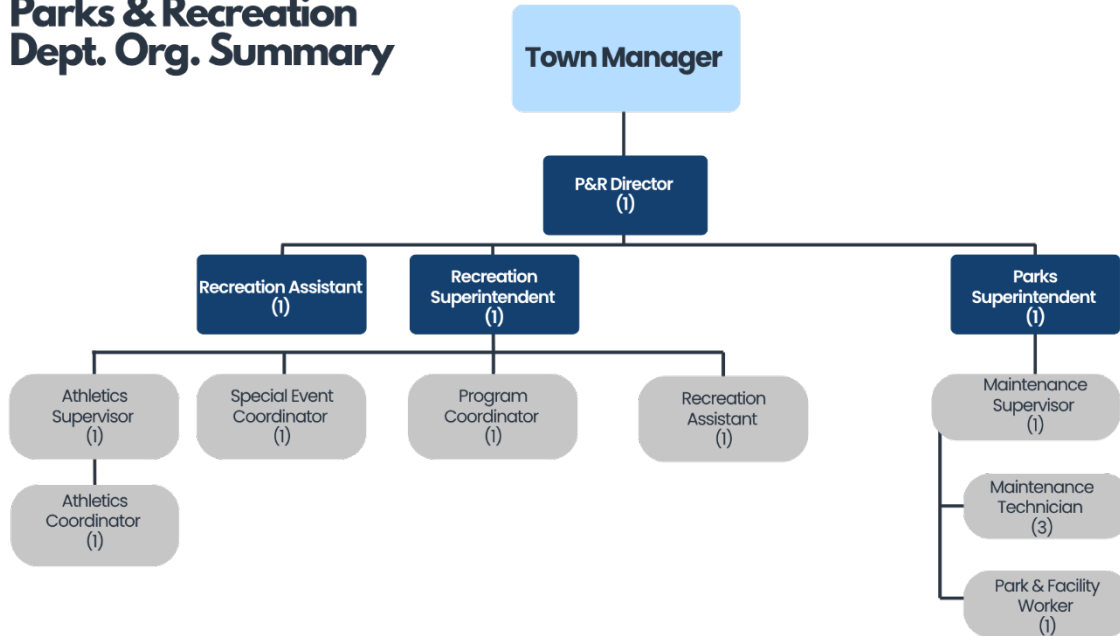 Parks & Recreation
Dept. Org. Summary
Town Manager
P&R Director
(1)
Recreation Assistant
(1)
Recreation
Superintendent
(1)
Parks
Superintendent
(1)
Athletics
Supervisor
(1)
Special Event
Coordinator
(1)
Program
Coordinator
(1)
Recreation
Assistant
(1)
Maintenance
Supervisor
(1)
Athletics
Coordinator
(1)
Maintenance
Technician
(3)
Park & Facility
Worker
(1)